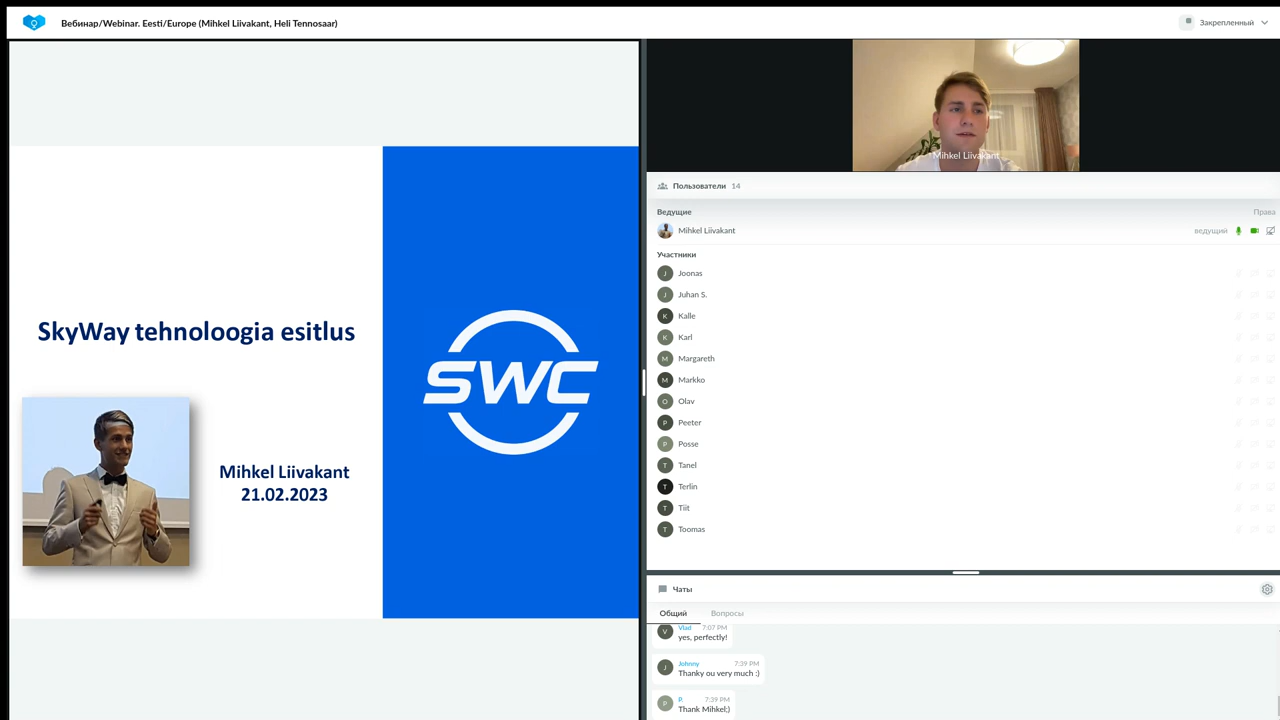 Вебинар/Webinar. Eesti/Europe (Mihkel Liivakant, Heli Tennosaar)
Закрепленный
SkyWay tehnoloogia esitlus
SWC
Mihkel Liivakant
21.02.2023
Mihkel Liivakant
Пользователи 14
Ведущие Права
Mihkel Liivakant ведущий
Участники
J Joonas
J Juhan S.
K Kalle
K Karl
M Margareth
M Markko
O Olav
P Peeter
P Posse
T Tanel
T Terlin
T Tiit
T Toomas
Чаты
Общий Вопросы
V Vlad 7:07 PM
yes, perfectly!
J Johnny 7:39 PM
Thanky ou very much :)
P P. 7:39 PM
Thank Mihkel;)